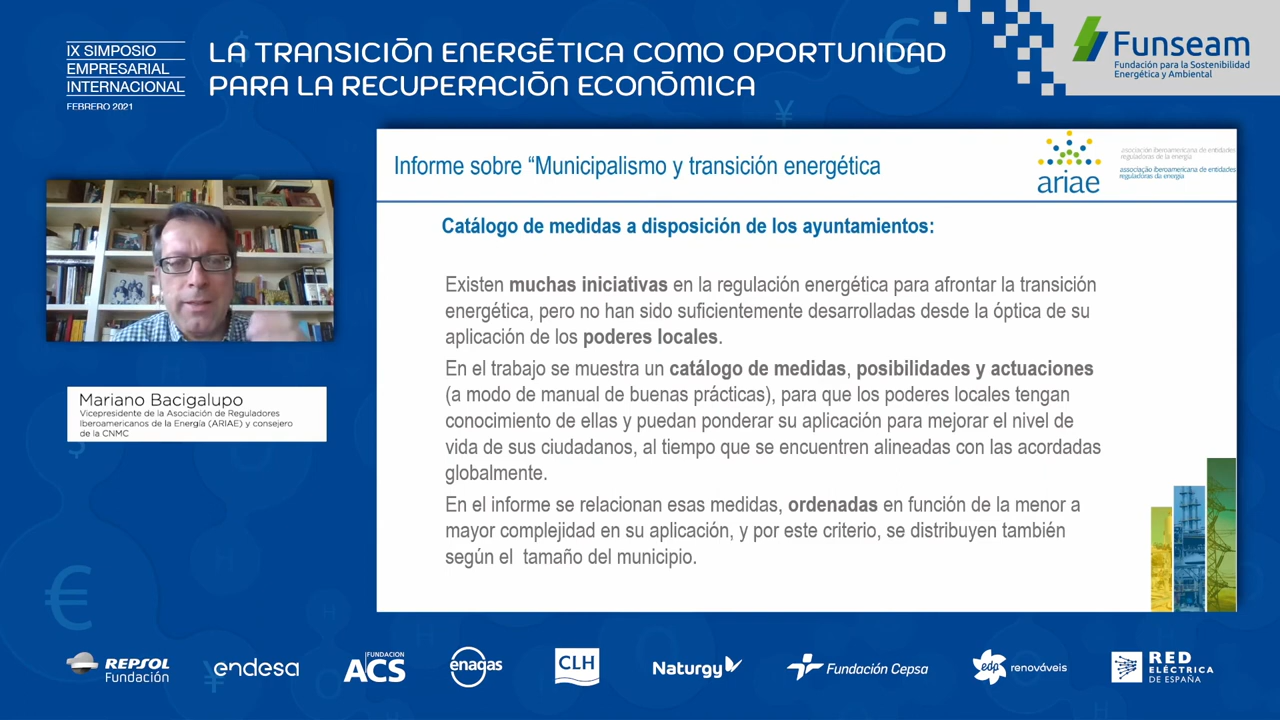 IX SIMPOSIO
EMPRESARIAL
INTERNACIONAL
FEBRERO 2021
LA TRANSICIÓN ENERGÉTICA COMO OPORTUNIDAD
PARA LA RECUPERACIÓN ECONÓMICA
Funseam
Fundación para la Sostenibilidad
Energética y Ambiental
Informe sobre “Municipalismo y transición energética
ariae
asociación iberoamericana de entidades
reguladoras de la energía
associação iberoamericana de entidades
reguladoras da energia
Catálogo de medidas a disposición de los ayuntamientos:
Existen muchas iniciativas en la regulación energética para afrontar la transición
energética, pero no han sido suficientemente desarrolladas desde la óptica de su
aplicación de los poderes locales.
En el trabajo se muestra un catálogo de medidas, posibilidades y actuaciones
(a modo de manual de buenas prácticas), para que los poderes locales tengan
conocimiento de ellas y puedan ponderar su aplicación para mejorar el nivel de
vida de sus ciudadanos, al tiempo que se encuentren alineadas con las acordadas
globalmente.
En el informe se relacionan esas medidas, ordenadas en función de la menor a
mayor complejidad en su aplicación, y por este criterio, se distribuyen también
según el tamaño del municipio.
Mariano Bacigalupo
Vicepresidente de la Asociación de Reguladores
Iberoamericanos de la Energía (ARIAE) y consejero
de la CNMC
REPSOL
Fundación
endesa
FUNDACIÓN
ACS
enagas
CLH
Naturgy
Fundación Cepsa
edp renováveis
RED
ELÉCTRICA
DE ESPAÑA